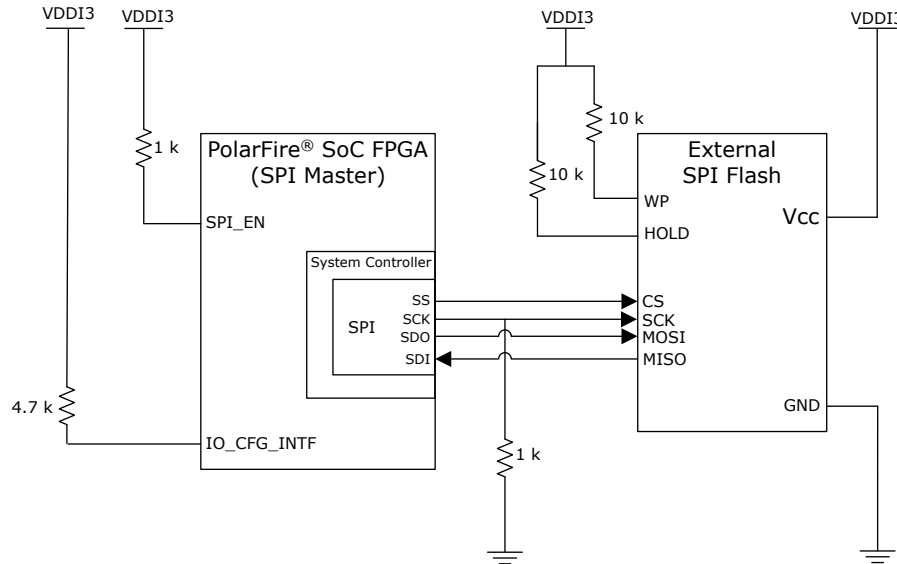 VDDI3
VDDI3
VDDI3
VDDI3
1 k
PolarFire® SoC FPGA
(SPI Master)
SPI_EN
System Controller
SPI
SS
SCK
SDO
SDI
4.7 k
IO_CFG_INTF
1 k
10 k
10 k
External
SPI Flash
WP
HOLD
Vcc
CS
SCK
MOSI
MISO
GND